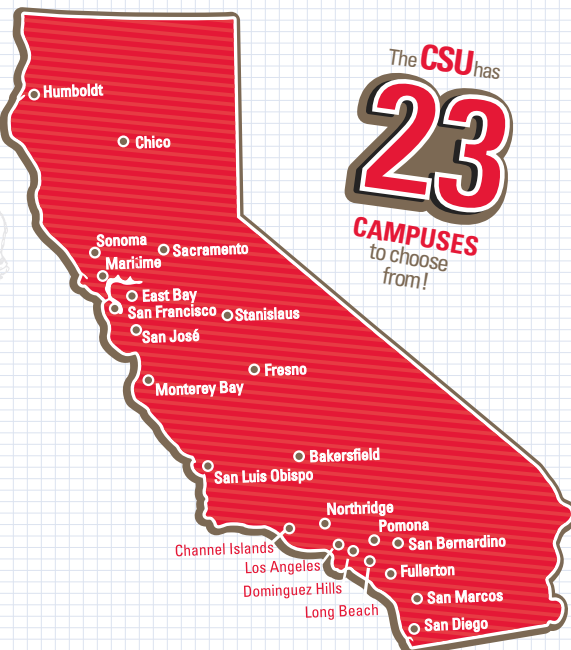 The CSU has
23
CAMPUSES
to choose
from!
Humboldt
Chico
Sonoma
Sacramento
Maritime
East Bay
San Francisco
Stanislaus
San José
Fresno
Monterey Bay
Bakersfield
San Luis Obispo
Northridge
Pomona
Channel Islands
San Bernardino
Los Angeles
Fullerton
Dominguez Hills
San Marcos
Long Beach
San Diego